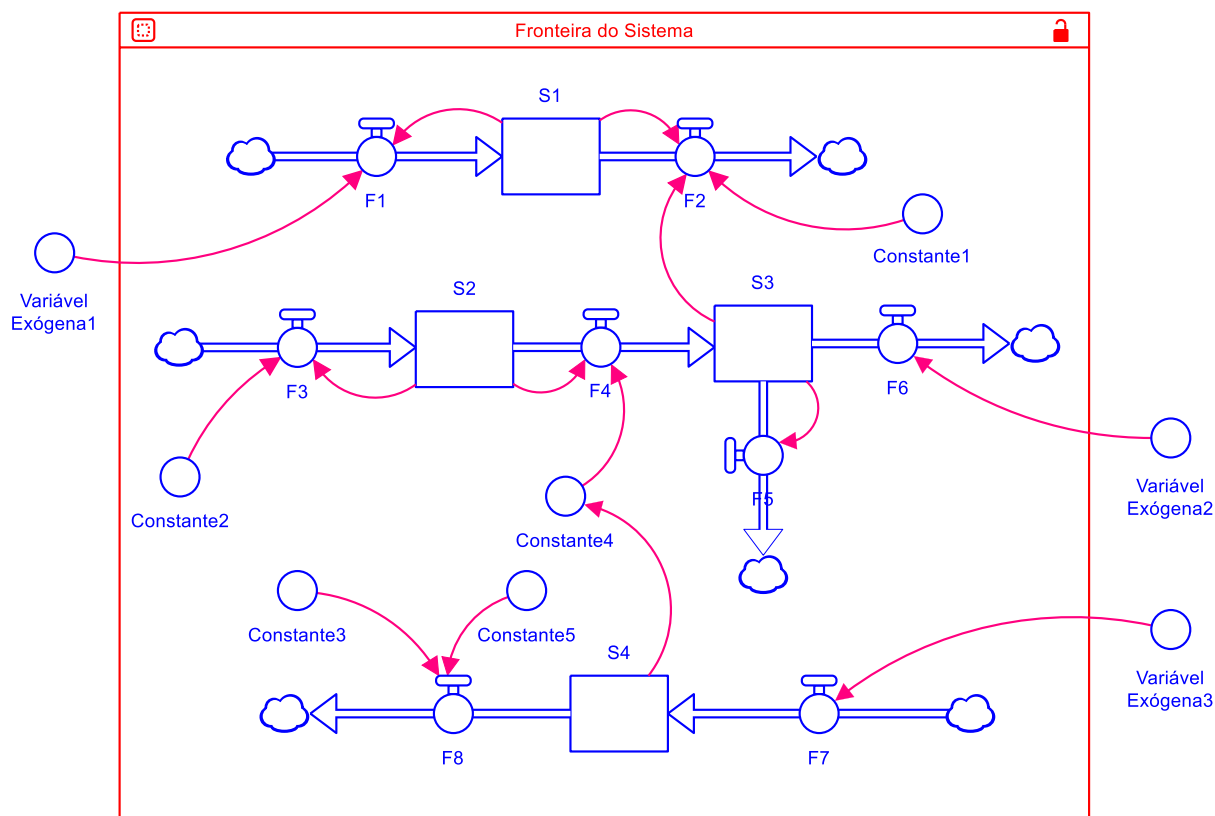 Fronteira do Sistema
S1
F1
F2
Constante1
Variável
Exógena1
S2
S3
F3
F4
F6
Constante2
Variável
Exógena2
F5
Constante4
Constante3
Constante5
S4
Variável
Exógena3
F8
F7